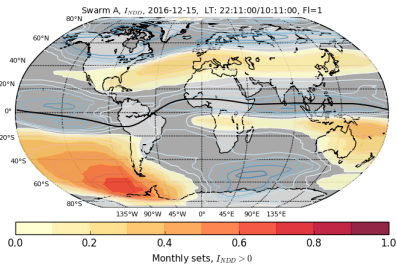 Swarm A, I_NDD, 2016-12-15, LT: 22:11:00/10:11:00, Fl=1
80°N
60°N
40°N
20°N
0°
20°S
40°S
60°S
80°S
135°W 90°W 45°W 0° 45°E 90°E 135°E
0.0 0.2 0.4 0.6 0.8 1.0
Monthly sets, I_NDD > 0